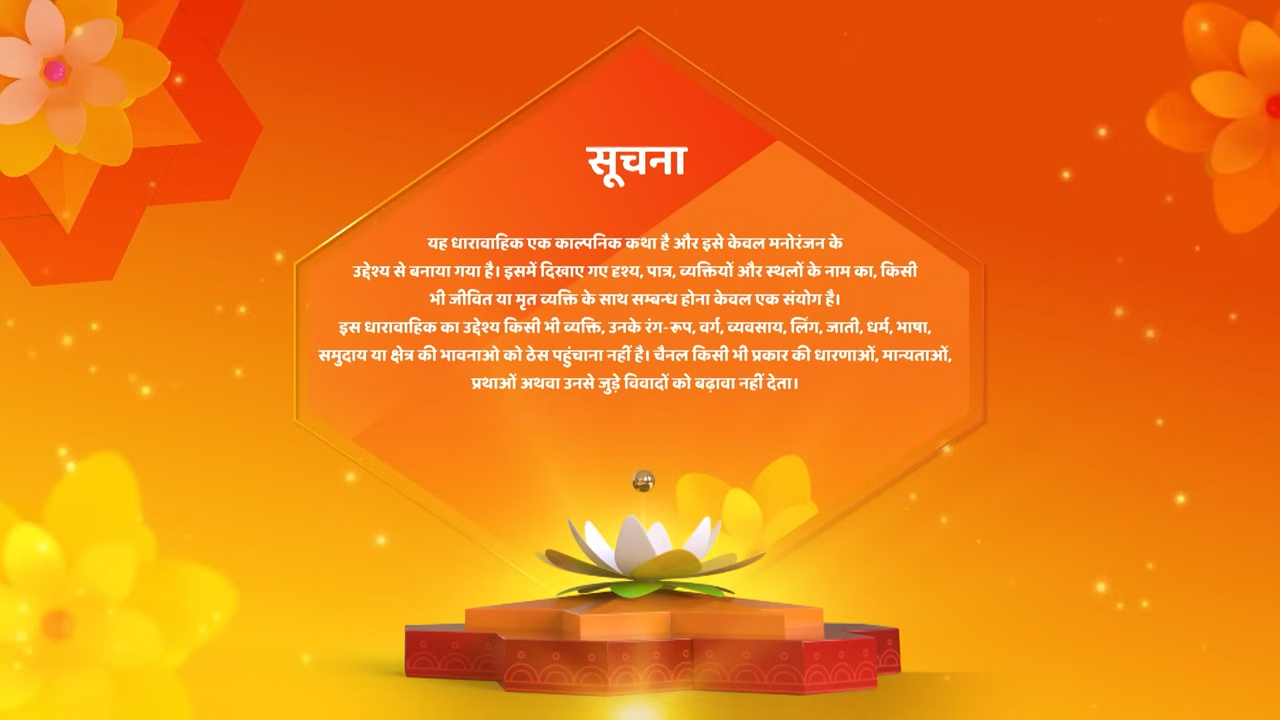 सूचना
यह धारावाहिक एक काल्पनिक कथा है और इसे केवल मनोरंजन के
उद्देश्य से बनाया गया है। इसमें दिखाए गए दृश्य, पात्र, व्यक्तियों और स्थलों के नाम का, किसी
भी जीवित या मृत व्यक्ति के साथ सम्बन्ध होना केवल एक संयोग है।
इस धारावाहिक का उद्देश्य किसी भी व्यक्ति, उनके रंग-रूप, वर्ग, व्यवसाय, लिंग, जाती, धर्म, भाषा,
समुदाय या क्षेत्र की भावनाओ को ठेस पहुंचाना नहीं है। चैनल किसी भी प्रकार की धारणाओं, मान्यताओं,
प्रथाओं अथवा उनसे जुड़े विवादों को बढ़ावा नहीं देता।